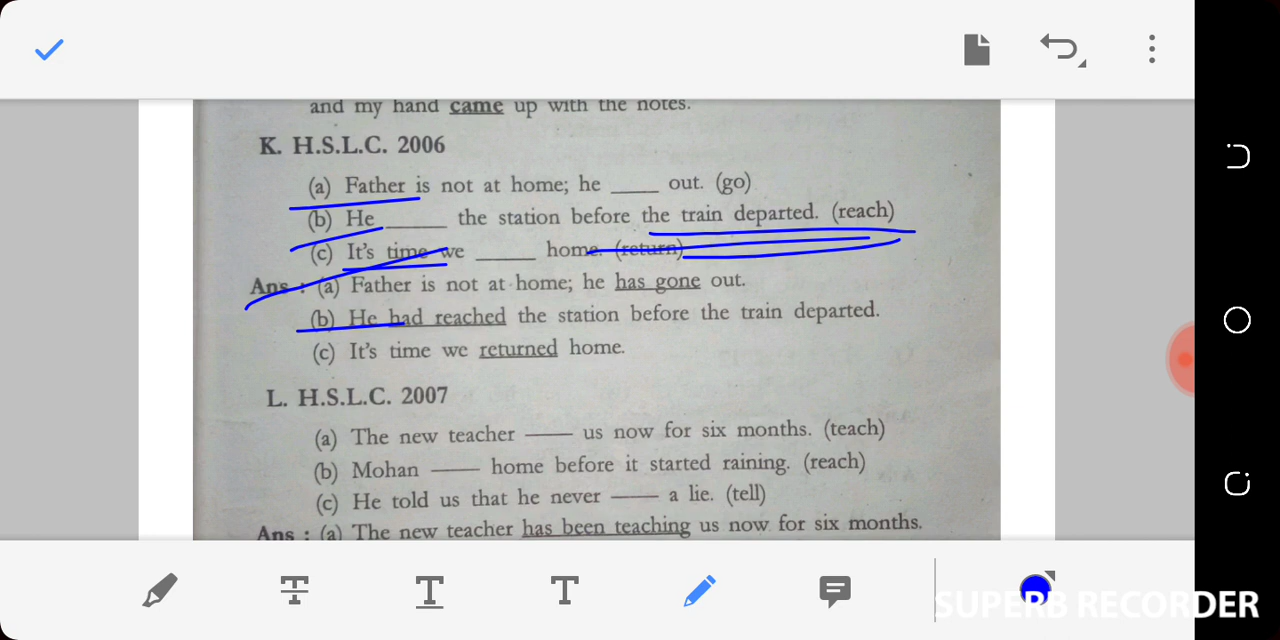 and my hand came up with the notes.
K. H.S.L.C. 2006
(a) Father is not at home; he ____ out. (go)
(b) He _____ the station before the train departed. (reach)
(c) It's time we _____ home. (return)
Ans : (a) Father is not at home; he has gone out.
(b) He had reached the station before the train departed.
(c) It's time we returned home.
L. H.S.L.C. 2007
(a) The new teacher —— us now for six months. (teach)
(b) Mohan —— home before it started raining. (reach)
(c) He told us that he never —— a lie. (tell)
Ans : (a) The new teacher has been teaching us now for six months.
T T T
SUPERB RECORDER